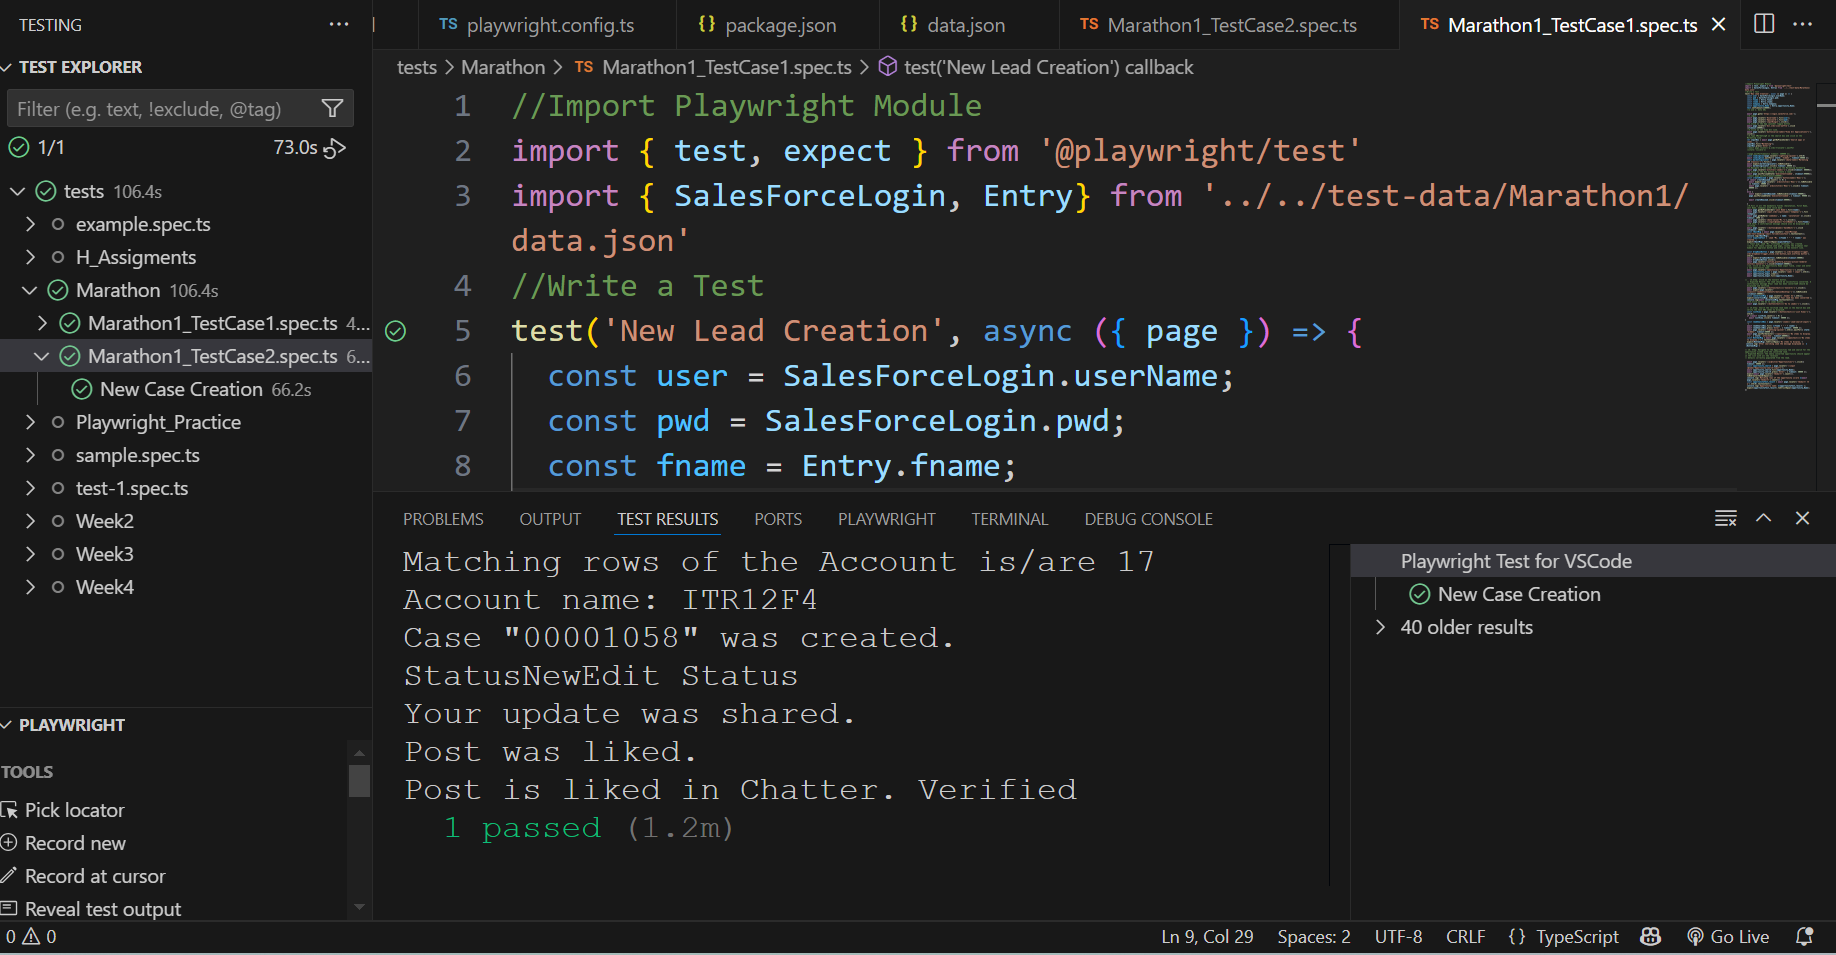 TESTING
TEST EXPLORER
Filter (e.g. text, !exclude, @tag)
1/1 73.0s
tests 106.4s
example.spec.ts
H_Assigments
Marathon 106.4s
Marathon1_TestCase1.spec.ts 4...
Marathon1_TestCase2.spec.ts 6...
New Case Creation 66.2s
Playwright_Practice
sample.spec.ts
test-1.spec.ts
Week2
Week3
Week4
PLAYWRIGHT
TOOLS
Pick locator
Record new
Record at cursor
Reveal test output
TS playwright.config.ts {} package.json {} data.json TS Marathon1_TestCase2.spec.ts TS Marathon1_TestCase1.spec.ts
tests > Marathon > TS Marathon1_TestCase1.spec.ts > test('New Lead Creation') callback
1 //Import Playwright Module
2 import { test, expect } from '@playwright/test'
3 import { SalesForceLogin, Entry} from '../../test-data/Marathon1/
data.json'
4 //Write a Test
5 test('New Lead Creation', async ({ page }) => {
6 const user = SalesForceLogin.userName;
7 const pwd = SalesForceLogin.pwd;
8 const fname = Entry.fname;
PROBLEMS OUTPUT TEST RESULTS PORTS PLAYWRIGHT TERMINAL DEBUG CONSOLE
Matching rows of the Account is/are 17
Account name: ITR12F4
Case "00001058" was created.
StatusNewEdit Status
Your update was shared.
Post was liked.
Post is liked in Chatter. Verified
1 passed (1.2m)
Playwright Test for VSCode
New Case Creation
40 older results
0 0 Ln 9, Col 29 Spaces: 2 UTF-8 CRLF {} TypeScript Go Live